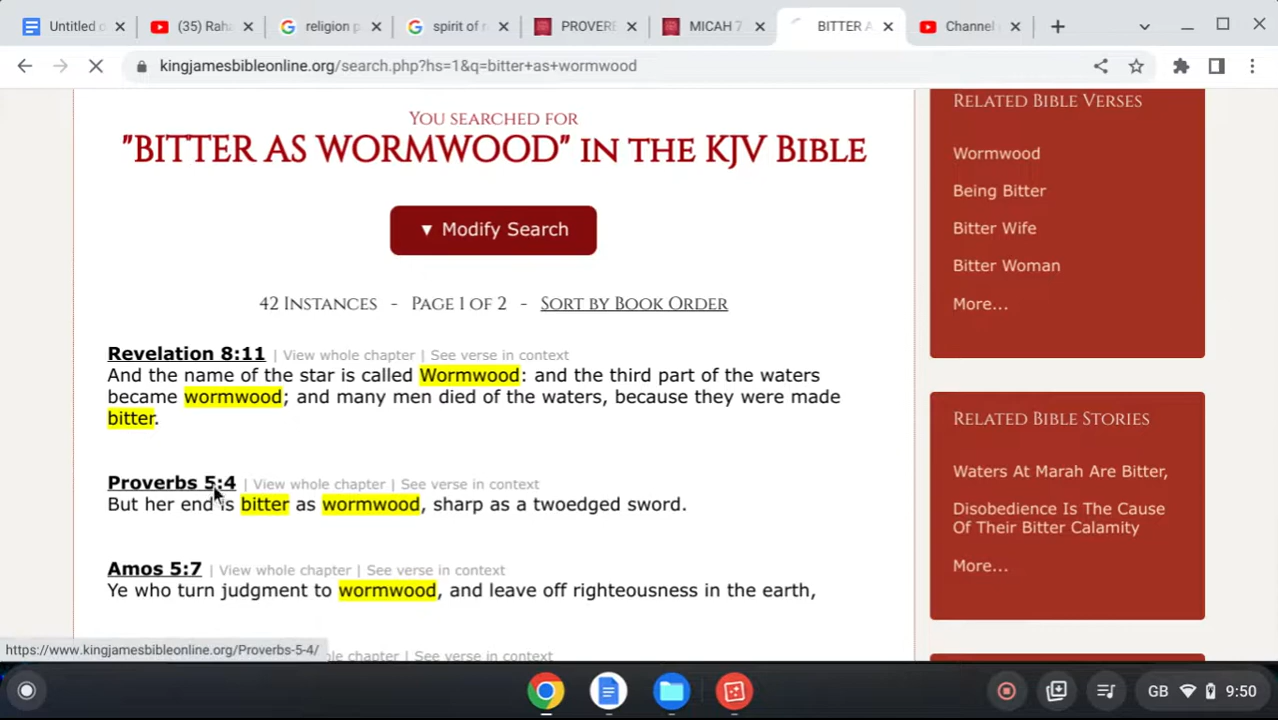 Untitled
(35) Rah
religion p
spirit of r
PROVERB
MICAH 7
BITTER A
Channel
kingjamesbibleonline.org/search.php?hs=1&q=bitter+as+wormwood
You searched for
"BITTER AS WORMWOOD" IN THE KJV BIBLE
▼ Modify Search
42 Instances - Page 1 of 2 - Sort by Book Order
Revelation 8:11 | View whole chapter | See verse in context
And the name of the star is called Wormwood: and the third part of the waters
became wormwood; and many men died of the waters, because they were made
bitter.
Proverbs 5:4 | View whole chapter | See verse in context
But her end is bitter as wormwood, sharp as a twoedged sword.
Amos 5:7 | View whole chapter | See verse in context
Ye who turn judgment to wormwood, and leave off righteousness in the earth,
ole chapter | See verse in context
Related Bible Verses
Wormwood
Being Bitter
Bitter Wife
Bitter Woman
More...
Related Bible Stories
Waters At Marah Are Bitter,
Disobedience Is The Cause
Of Their Bitter Calamity
More...
https://www.kingjamesbibleonline.org/Proverbs-5-4/
GB
9:50